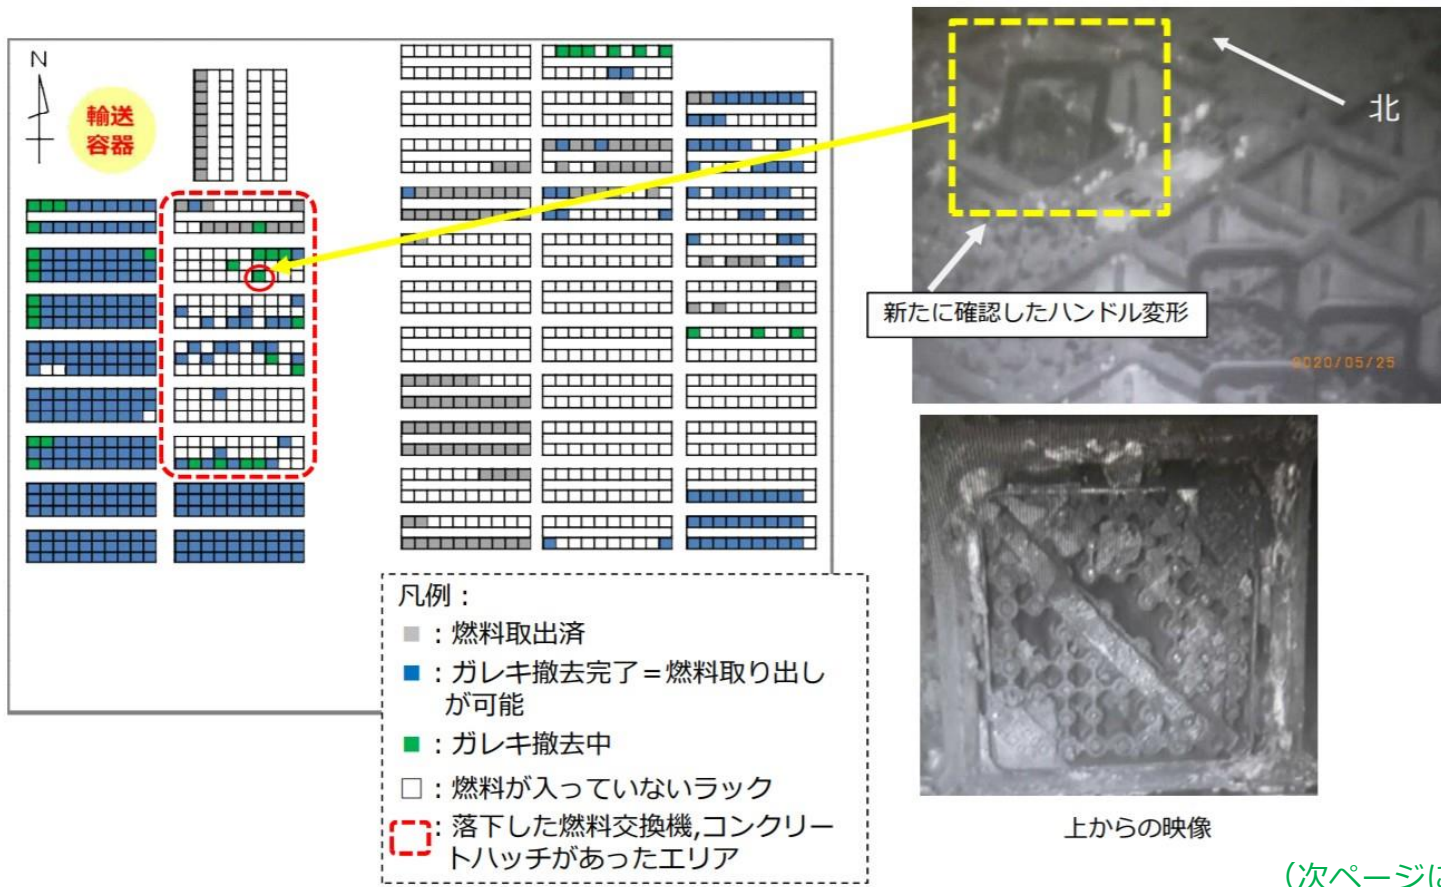 N
輸送
容器
北
新たに確認したハンドル変形
2020/05/25
凡例：
：燃料取出済
：ガレキ撤去完了＝燃料取り出し
が可能
：ガレキ撤去中
：燃料が入っていないラック
：落下した燃料交換機,コンクリー
トハッチがあったエリア
上からの映像
（次ページに